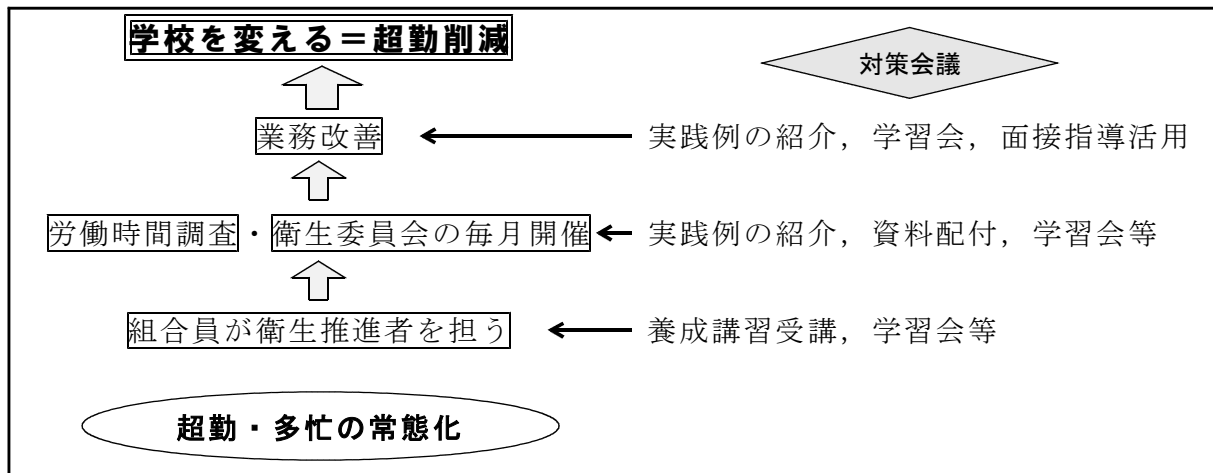 学校を変える＝超勤削減
対策会議
業務改善
実践例の紹介，学習会，面接指導活用
労働時間調査・衛生委員会の毎月開催
実践例の紹介，資料配付，学習会等
組合員が衛生推進者を担う
養成講習受講，学習会等
超勤・多忙の常態化